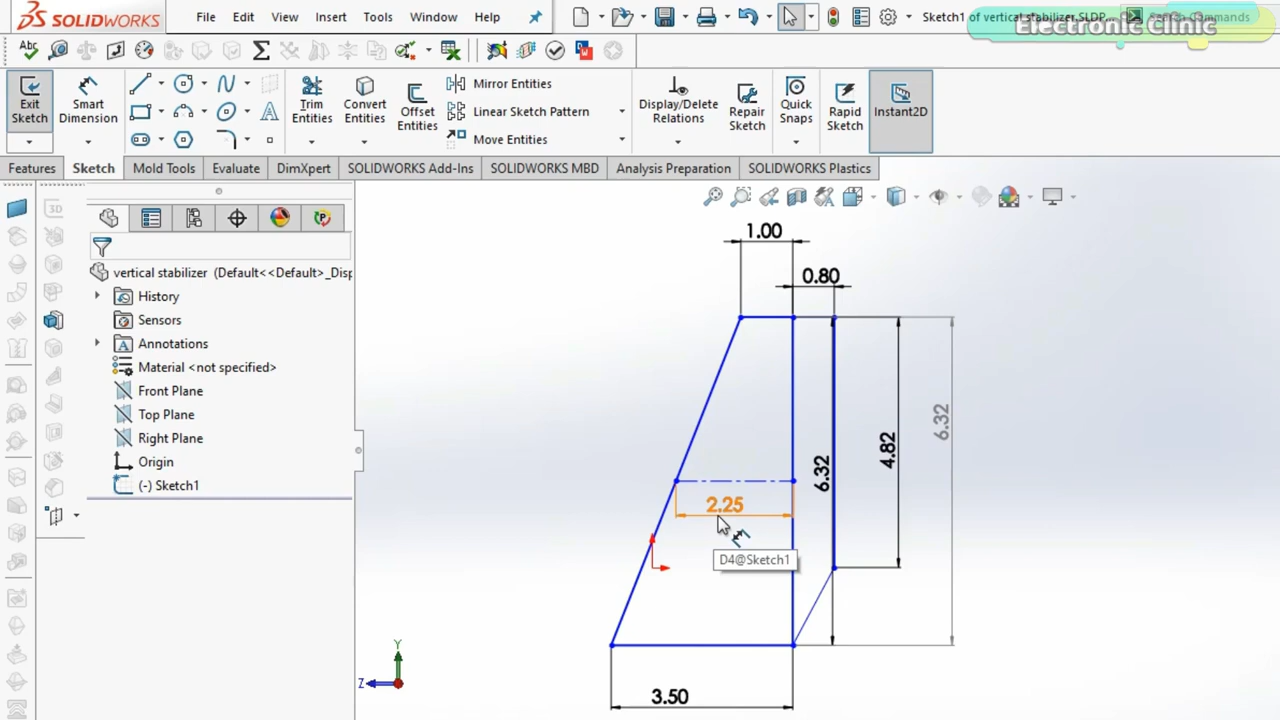 SOLIDWORKS
File Edit View Insert Tools Window Help
Sketch1 of vertical stabilizer.SLDP...
Search Commands
Electronic Clinic
Abc
Exit Sketch
Smart Dimension
Trim Entities
Convert Entities
Offset Entities
Mirror Entities
Linear Sketch Pattern
Move Entities
Display/Delete Relations
Repair Sketch
Quick Snaps
Rapid Sketch
Instant2D
Features Sketch Mold Tools Evaluate DimXpert SOLIDWORKS Add-Ins SOLIDWORKS MBD Analysis Preparation SOLIDWORKS Plastics
3D
vertical stabilizer (Default<<Default>_Disp
History
Sensors
Annotations
Material <not specified>
Front Plane
Top Plane
Right Plane
Origin
(-) Sketch1
1.00
0.80
6.32
4.82
6.32
2.25
D4@Sketch1
3.50
Y
Z